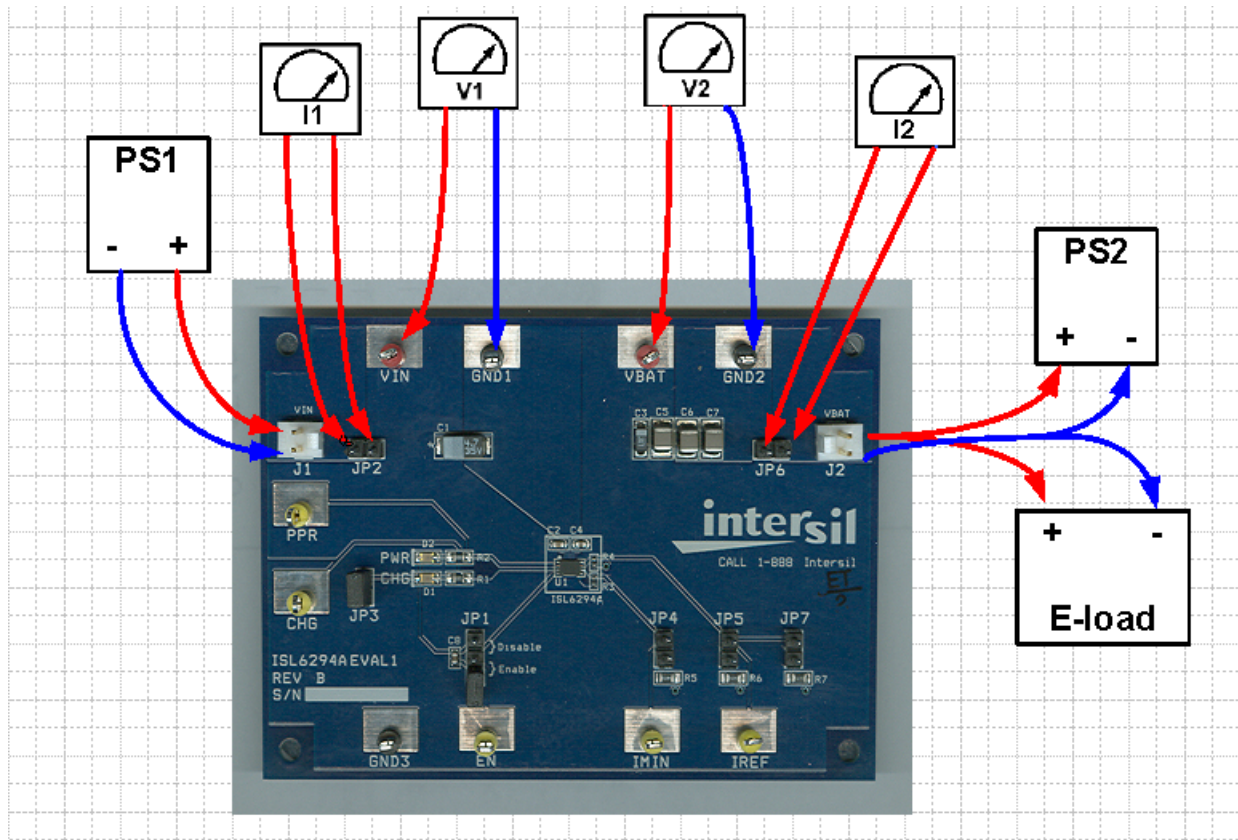 I1
V1
V2
I2
PS1
- +
PS2
+ -
VIN
GND1
VBAT
GND2
VIN
J1
JP2
C1
C3 C5 C6 C7
JP6
VBAT
J2
PPR
intersil
CALL 1-888 Intersil
D2
PWR
R2
CHG
R1
D1
JP3
CHG
C2 C4
R4
R3
U1
ISL6294A
JP1
C8
Disable
Enable
JP4
JP5
JP7
R5
R6
R7
ISL6294AEVAL1
REV B
S/N
GND3
EN
IMIN
IREF
+ -
E-load